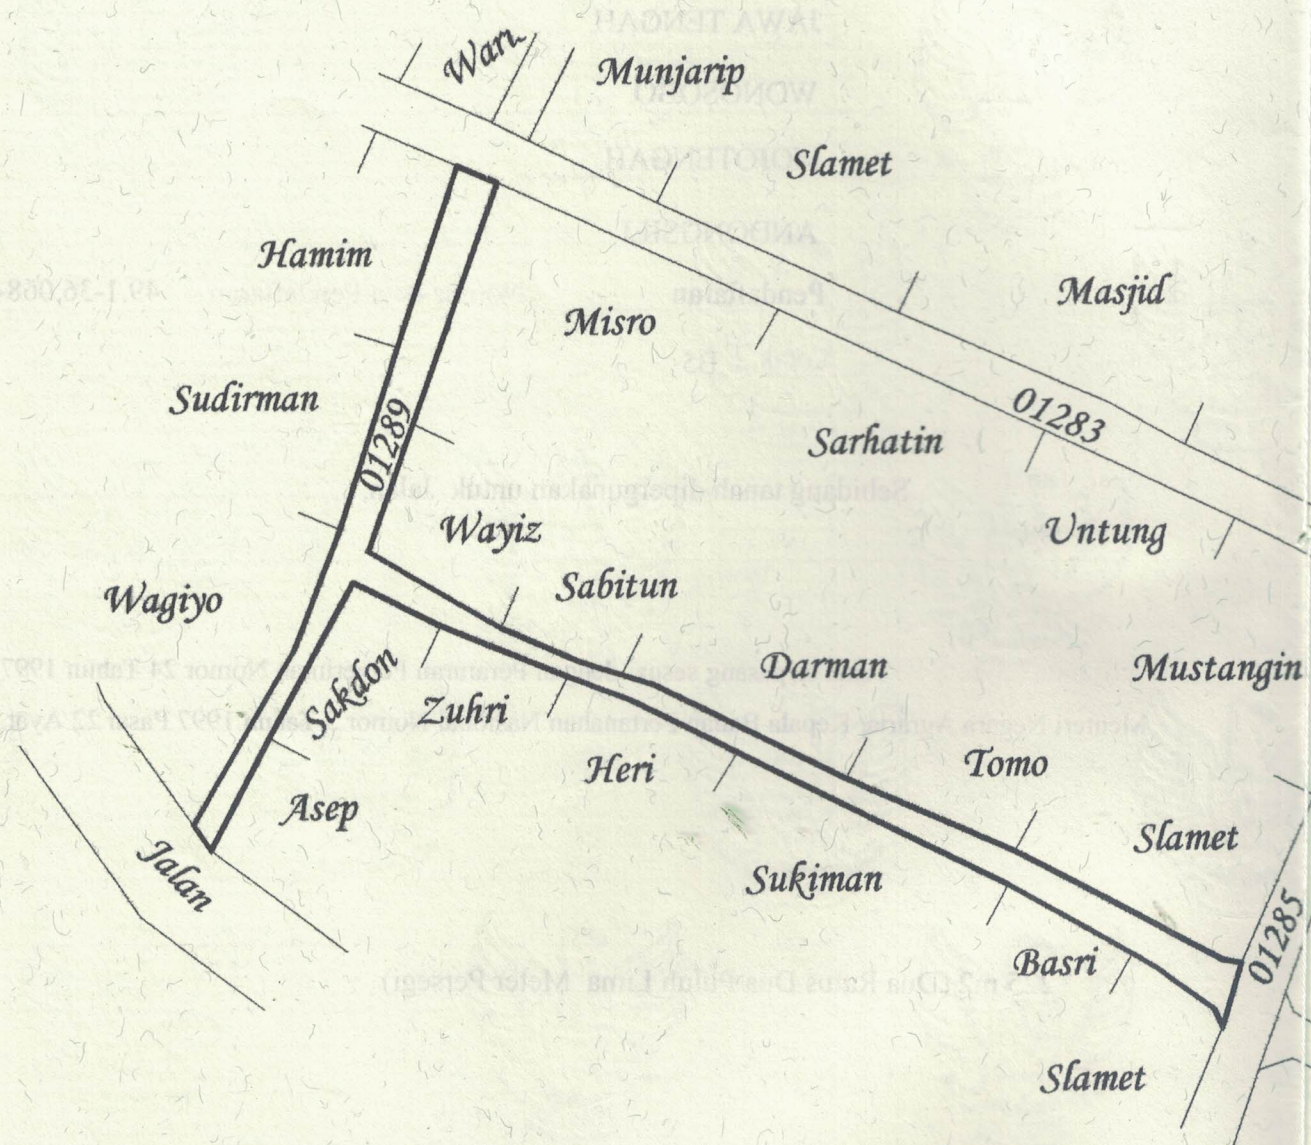 Munjarip
Slamet
Hamim
Masjid
Misro
Sudirman
01289
01283
Sarhatin
Wayiz
Untung
Sabitun
Wagiyo
Sakdon
Darman
Mustangin
Zuhri
Heri
Tomo
Asep
Slamet
Jalan
Sukiman
01285
Basri
Slamet